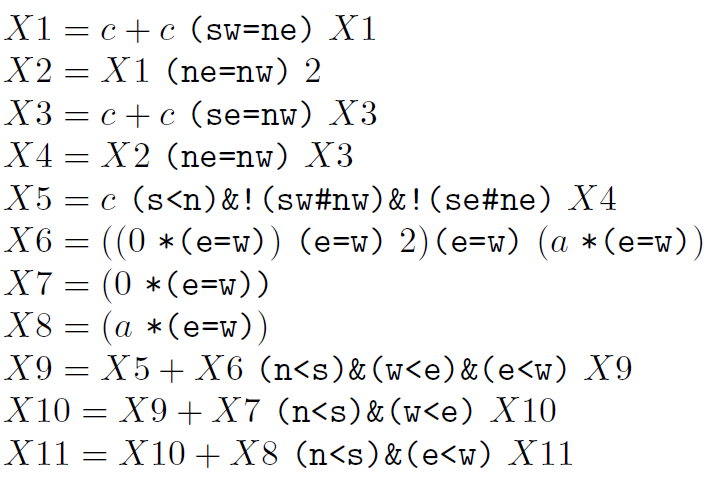 X1 = c + c (sw=ne) X1
X2 = X1 (ne=nw) 2
X3 = c + c (se=nw) X3
X4 = X2 (ne=nw) X3
X5 = c (s<n)&!(sw#nw)&!(se#ne) X4
X6 = ((0 *(e=w)) (e=w) 2)(e=w) (a *(e=w))
X7 = (0 *(e=w))
X8 = (a *(e=w))
X9 = X5 + X6 (n<s)&(w<e)&(e<w) X9
X10 = X9 + X7 (n<s)&(w<e) X10
X11 = X10 + X8 (n<s)&(e<w) X11